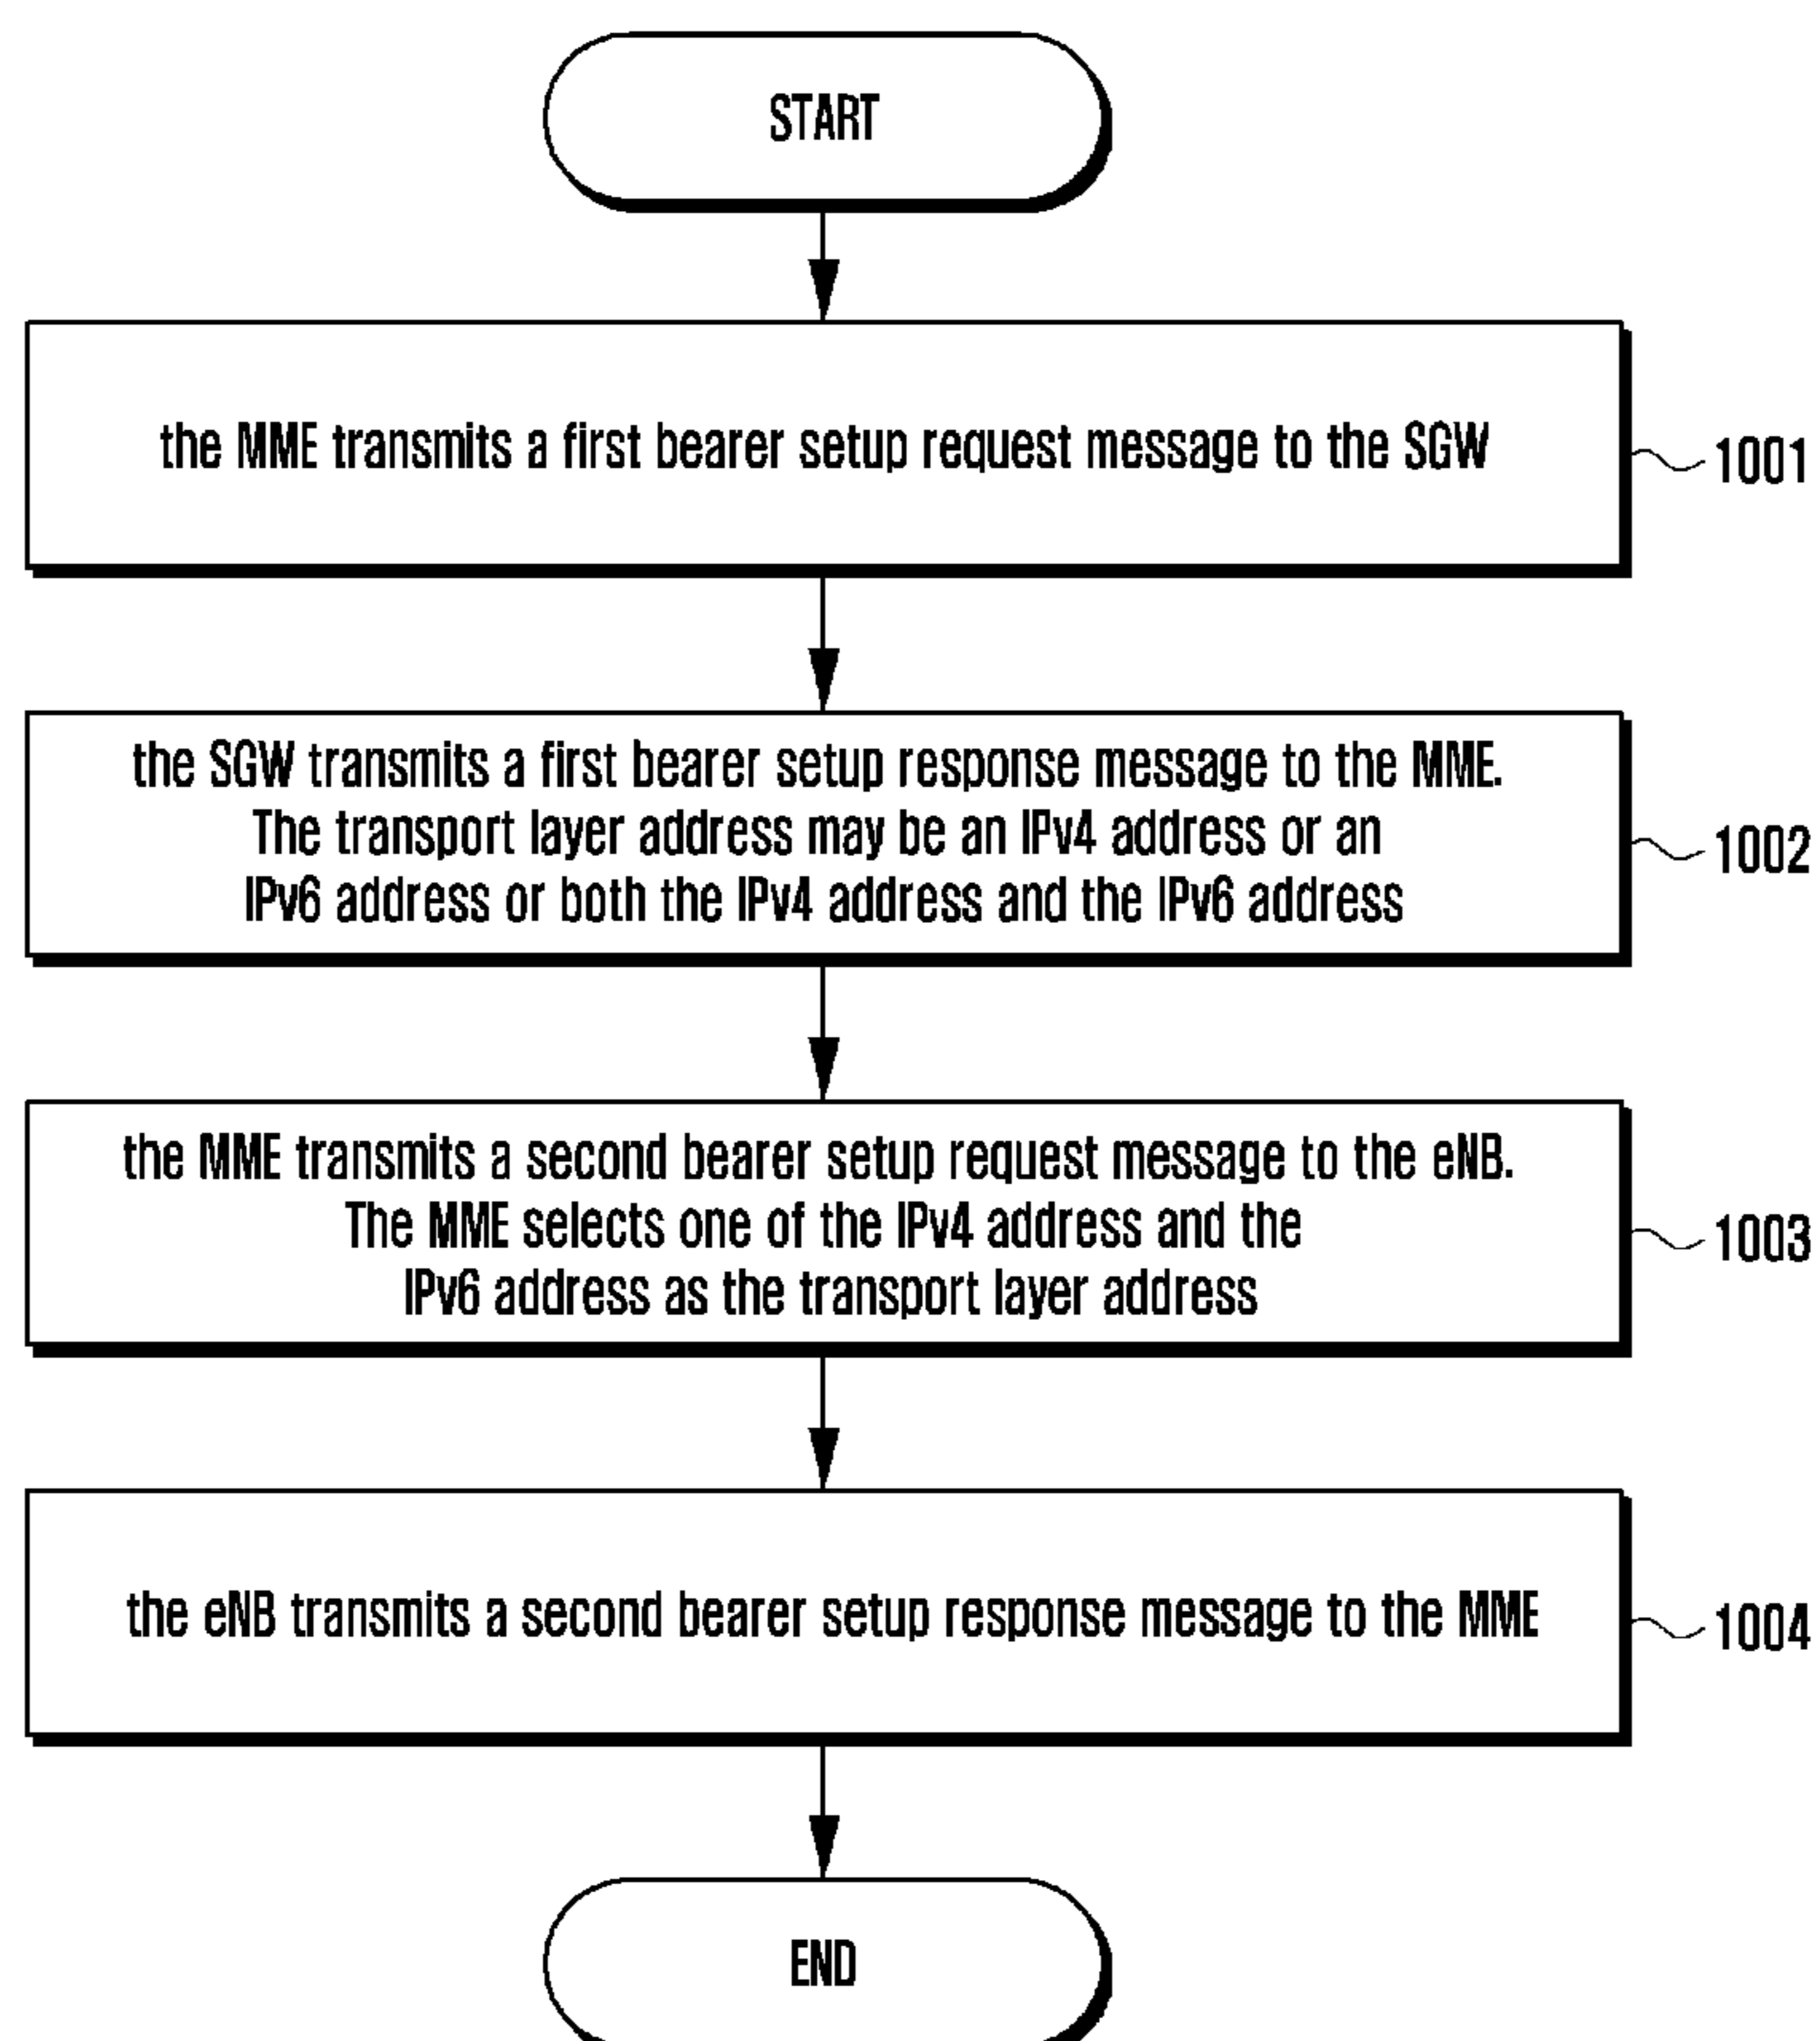 START
the MME transmits a first bearer setup request message to the SGW
1001
the SGW transmits a first bearer setup response message to the MME.
The transport layer address may be an IPv4 address or an
IPv6 address or both the IPv4 address and the IPv6 address
1002
the MME transmits a second bearer setup request message to the eNB.
The MME selects one of the IPv4 address and the
IPv6 address as the transport layer address
1003
the eNB transmits a second bearer setup response message to the MME
1004
END